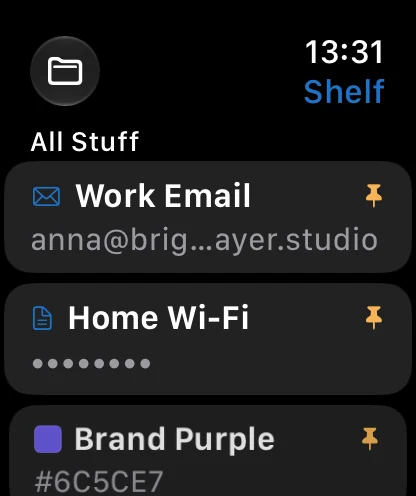 13:31
Shelf
All Stuff
Work Email
anna@brig...ayer.studio
Home Wi-Fi
••••••••
Brand Purple
#6C5CE7